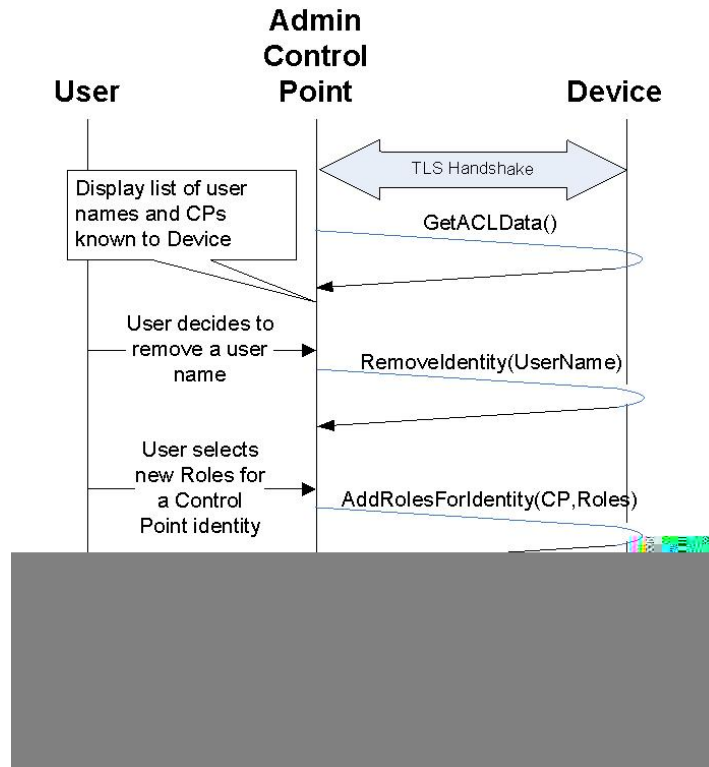 Admin
Control
Point
User
Device
TLS Handshake
Display list of user
names and CPs
known to Device
GetACLData()
User decides to
remove a user
name
RemoveIdentity(UserName)
User selects
new Roles for
a Control
Point identity
AddRolesForIdentity(CP,Roles)